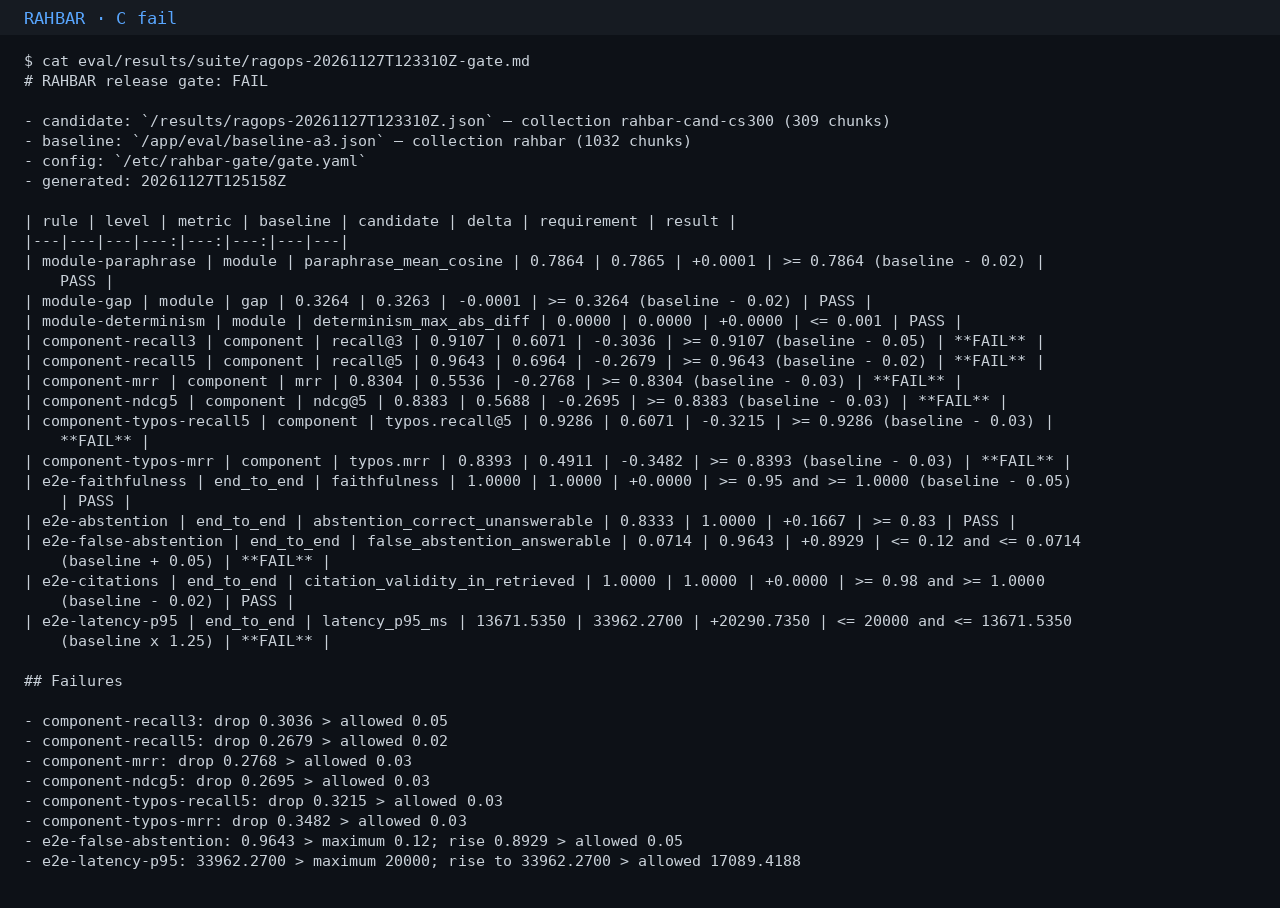 RAHBAR · C fail
$ cat eval/results/suite/ragops-20261127T123310Z-gate.md
# RAHBAR release gate: FAIL
- candidate: `/results/ragops-20261127T123310Z.json` — collection rahbar-cand-cs300 (309 chunks)
- baseline: `/app/eval/baseline-a3.json` — collection rahbar (1032 chunks)
- config: `/etc/rahbar-gate/gate.yaml`
- generated: 20261127T125158Z
| rule | level | metric | baseline | candidate | delta | requirement | result |
|---|---|---|---:|---:|---:|---|---|
| module-paraphrase | module | paraphrase_mean_cosine | 0.7864 | 0.7865 | +0.0001 | >= 0.7864 (baseline - 0.02) |
PASS |
| module-gap | module | gap | 0.3264 | 0.3263 | -0.0001 | >= 0.3264 (baseline - 0.02) | PASS |
| module-determinism | module | determinism_max_abs_diff | 0.0000 | 0.0000 | +0.0000 | <= 0.001 | PASS |
| component-recall3 | component | recall@3 | 0.9107 | 0.6071 | -0.3036 | >= 0.9107 (baseline - 0.05) | **FAIL** |
| component-recall5 | component | recall@5 | 0.9643 | 0.6964 | -0.2679 | >= 0.9643 (baseline - 0.02) | **FAIL** |
| component-mrr | component | mrr | 0.8304 | 0.5536 | -0.2768 | >= 0.8304 (baseline - 0.03) | **FAIL** |
| component-ndcg5 | component | ndcg@5 | 0.8383 | 0.5688 | -0.2695 | >= 0.8383 (baseline - 0.03) | **FAIL** |
| component-typos-recall5 | component | typos.recall@5 | 0.9286 | 0.6071 | -0.3215 | >= 0.9286 (baseline - 0.03) |
**FAIL** |
| component-typos-mrr | component | typos.mrr | 0.8393 | 0.4911 | -0.3482 | >= 0.8393 (baseline - 0.03) | **FAIL** |
| e2e-faithfulness | end_to_end | faithfulness | 1.0000 | 1.0000 | +0.0000 | >= 0.95 and >= 1.0000 (baseline - 0.05)
| PASS |
| e2e-abstention | end_to_end | abstention_correct_unanswerable | 0.8333 | 1.0000 | +0.1667 | >= 0.83 | PASS |
| e2e-false-abstention | end_to_end | false_abstention_answerable | 0.0714 | 0.9643 | +0.8929 | <= 0.12 and <= 0.0714
(baseline + 0.05) | **FAIL** |
| e2e-citations | end_to_end | citation_validity_in_retrieved | 1.0000 | 1.0000 | +0.0000 | >= 0.98 and >= 1.0000
(baseline - 0.02) | PASS |
| e2e-latency-p95 | end_to_end | latency_p95_ms | 13671.5350 | 33962.2700 | +20290.7350 | <= 20000 and <= 13671.5350
(baseline x 1.25) | **FAIL** |
## Failures
- component-recall3: drop 0.3036 > allowed 0.05
- component-recall5: drop 0.2679 > allowed 0.02
- component-mrr: drop 0.2768 > allowed 0.03
- component-ndcg5: drop 0.2695 > allowed 0.03
- component-typos-recall5: drop 0.3215 > allowed 0.03
- component-typos-mrr: drop 0.3482 > allowed 0.03
- e2e-false-abstention: 0.9643 > maximum 0.12; rise 0.8929 > allowed 0.05
- e2e-latency-p95: 33962.2700 > maximum 20000; rise to 33962.2700 > allowed 17089.4188